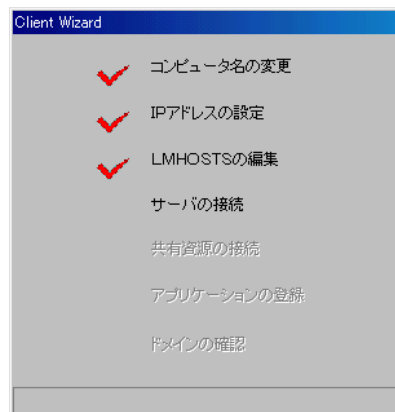 Client Wizard
コンピュータ名の変更
IPアドレスの設定
LMHOSTSの編集
サーバの接続
共有資源の接続
アプリケーションの登録
ドメインの確認